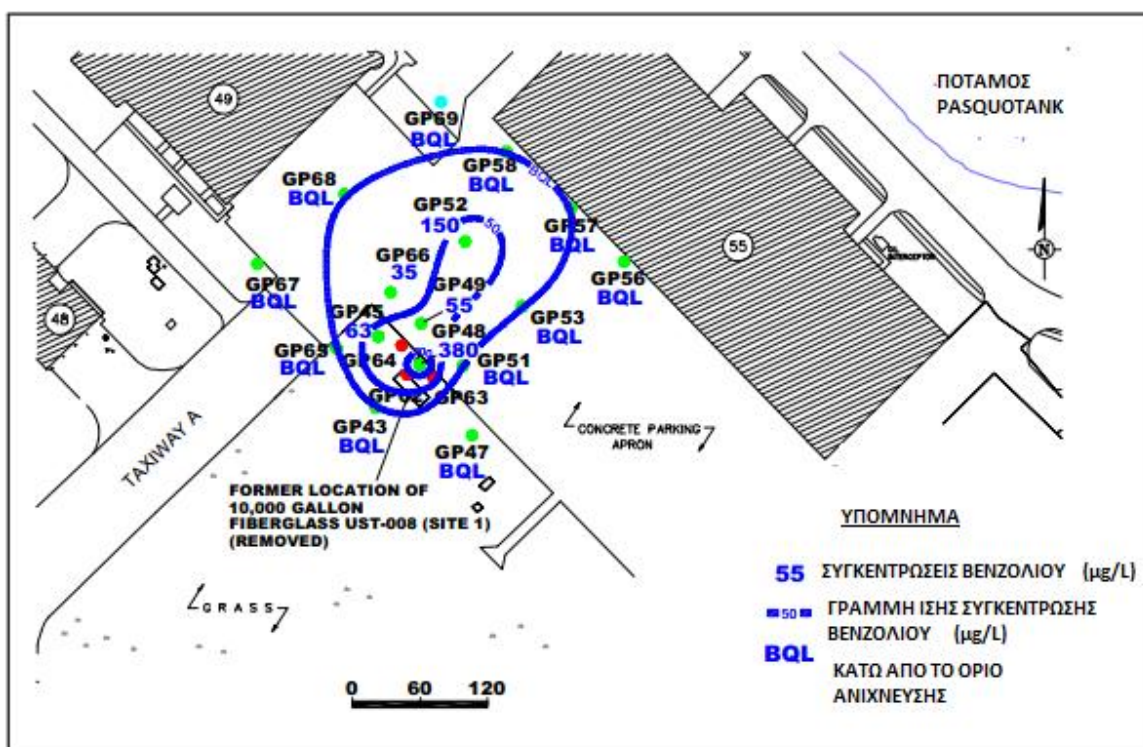 49
GP69
BQL
ΠΟΤΑΜΟΣ
PASQUOTANK
GP58
BQL
BQL
GP68
BQL
GP52
150
50
GP57
BQL
55
GP66
35
GP49
55
GP56
BQL
N
GP67
BQL
GP45
63
GP48
380
GP53
BQL
48
GP65
BQL
GP64
GP51
BQL
GP63
GP43
BQL
GP47
BQL
CONCRETE PARKING
APRON
TAXIWAY A
FORMER LOCATION OF
10,000 GALLON
FIBERGLASS UST-008 (SITE 1)
(REMOVED)
GRASS
ΥΠΟΜΝΗΜΑ
55 ΣΥΓΚΕΝΤΡΩΣΕΙΣ ΒΕΝΖΟΛΙΟΥ (μg/L)
50 ΓΡΑΜΜΗ ΙΣΗΣ ΣΥΓΚΕΝΤΡΩΣΗΣ
ΒΕΝΖΟΛΙΟΥ (μg/L)
BQL ΚΑΤΩ ΑΠΟ ΤΟ ΟΡΙΟ
ΑΝΙΧΝΕΥΣΗΣ
0 60 120